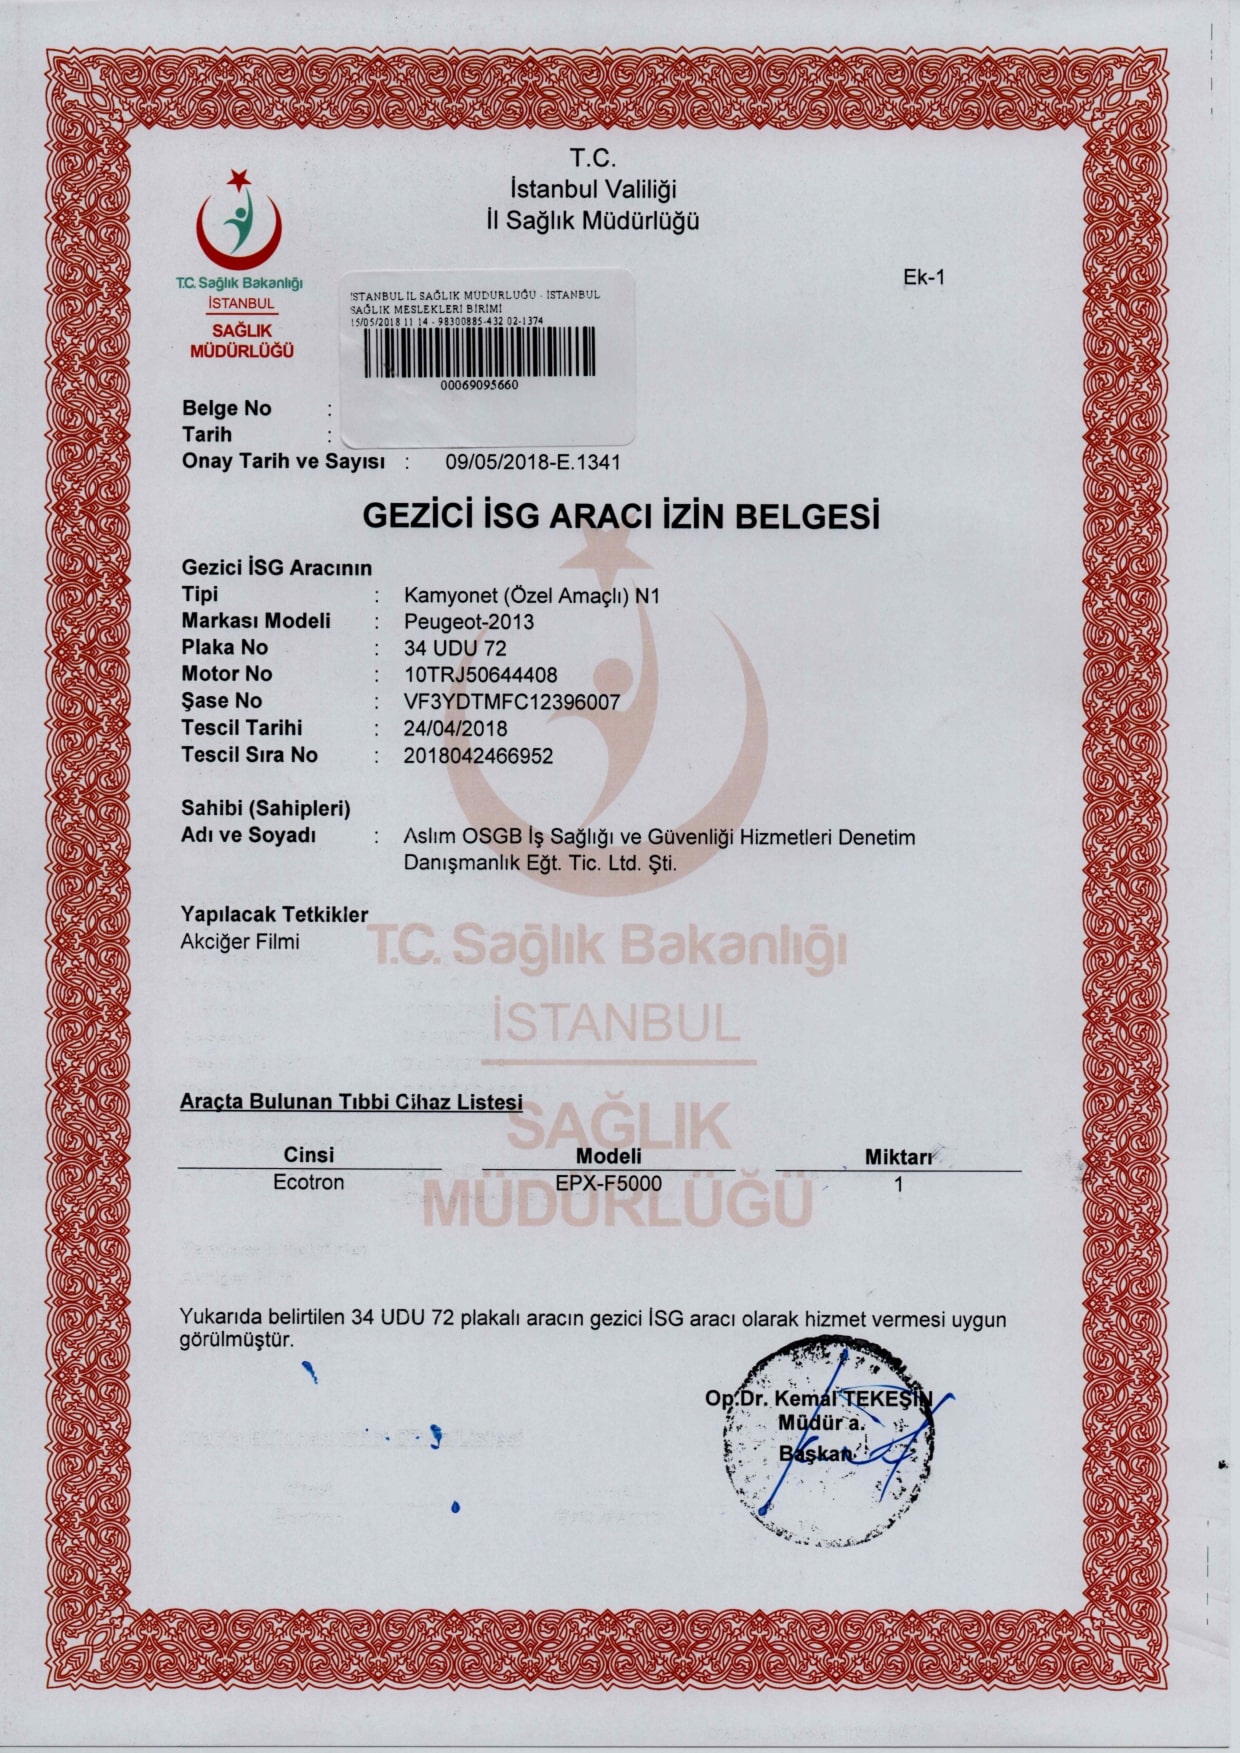 T.C.
İstanbul Valiliği
İl Sağlık Müdürlüğü
T.C. Sağlık Bakanlığı
İSTANBUL
SAĞLIK
MÜDÜRLÜĞÜ
Ek-1
İSTANBUL İL SAĞLIK MÜDÜRLÜĞÜ - İSTANBUL
SAĞLIK MESLEKLERİ BİRİMİ
15/05/2018 11 14 - 98300885-432 02-1374
00069095660
Belge No :
Tarih :
Onay Tarih ve Sayısı : 09/05/2018-E.1341
GEZİCİ İSG ARACI İZİN BELGESİ
Gezici İSG Aracının
Tipi : Kamyonet (Özel Amaçlı) N1
Markası Modeli : Peugeot-2013
Plaka No : 34 UDU 72
Motor No : 10TRJ50644408
Şase No : VF3YDTMFC12396007
Tescil Tarihi : 24/04/2018
Tescil Sıra No : 2018042466952
Sahibi (Sahipleri)
Adı ve Soyadı : Aslım OSGB İş Sağlığı ve Güvenliği Hizmetleri Denetim
Danışmanlık Eğt. Tic. Ltd. Şti.
Yapılacak Tetkikler
Akciğer Filmi
T.C. Sağlık Bakanlığı
İSTANBUL
SAĞLIK
MÜDÜRLÜĞÜ
Araçta Bulunan Tıbbi Cihaz Listesi
Cinsi Modeli Miktarı
Ecotron EPX-F5000 1
Yukarıda belirtilen 34 UDU 72 plakalı aracın gezici İSG aracı olarak hizmet vermesi uygun
görülmüştür.
Op.Dr. Kemal TEKEŞİN
Müdür a.
Başkan